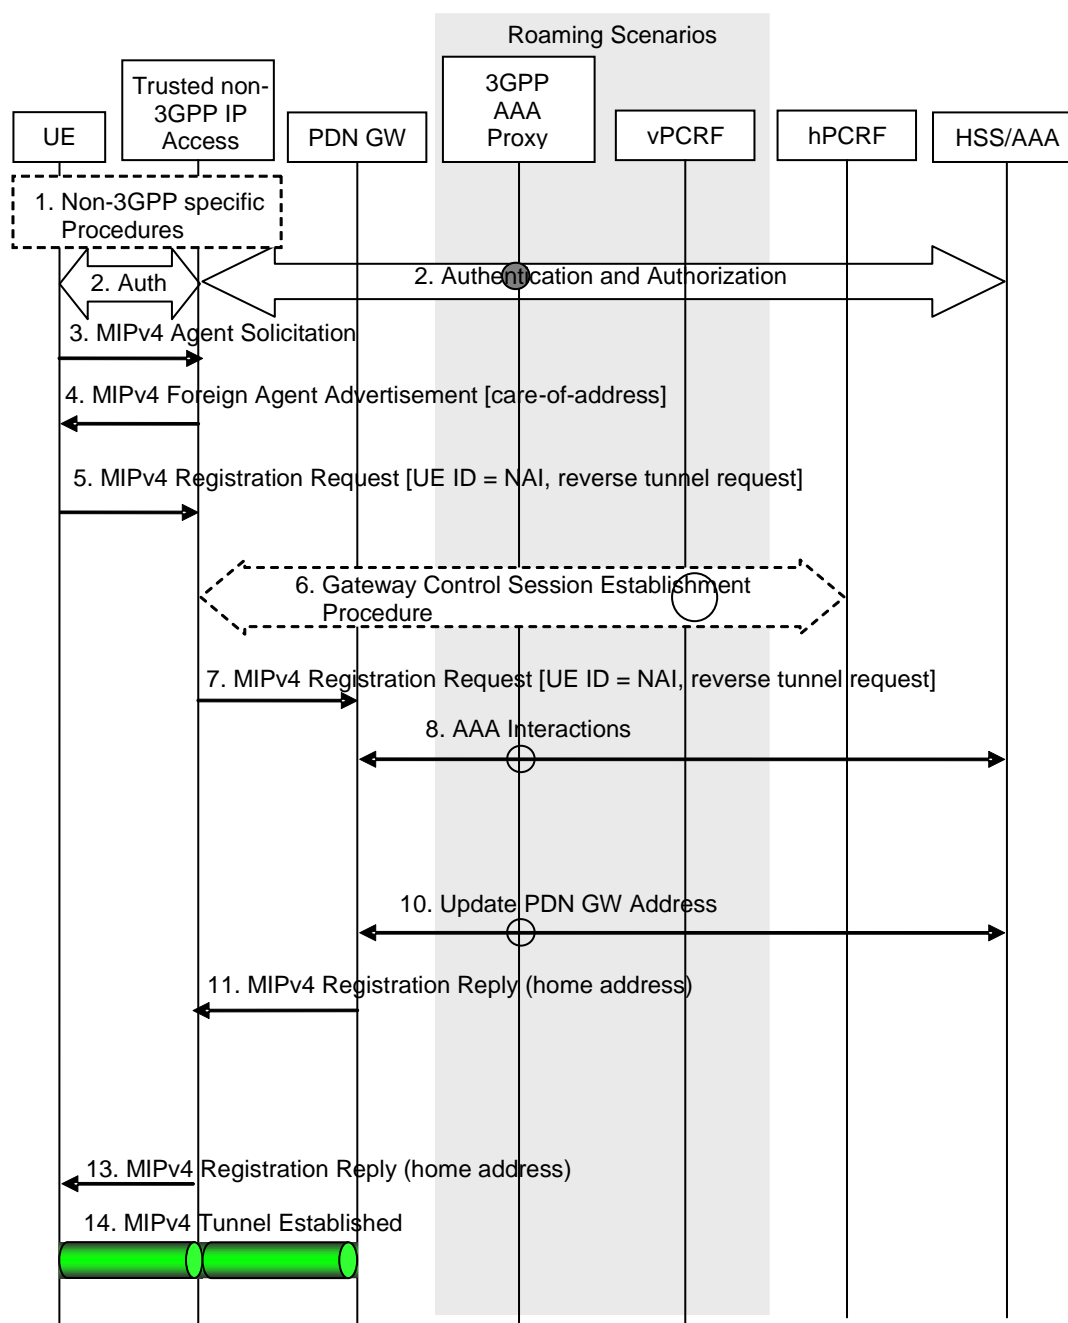 Roaming Scenarios
UE
Trusted non-
3GPP IP
Access
PDN GW
3GPP
AAA
Proxy
vPCRF
hPCRF
HSS/AAA
1. Non-3GPP specific
Procedures
2. Auth
2. Authentication and Authorization
3. MIPv4 Agent Solicitation
4. MIPv4 Foreign Agent Advertisement [care-of-address]
5. MIPv4 Registration Request [UE ID = NAI, reverse tunnel request]
6. Gateway Control Session Establishment
Procedure
7. MIPv4 Registration Request [UE ID = NAI, reverse tunnel request]
8. AAA Interactions
10. Update PDN GW Address
11. MIPv4 Registration Reply (home address)
13. MIPv4 Registration Reply (home address)
14. MIPv4 Tunnel Established